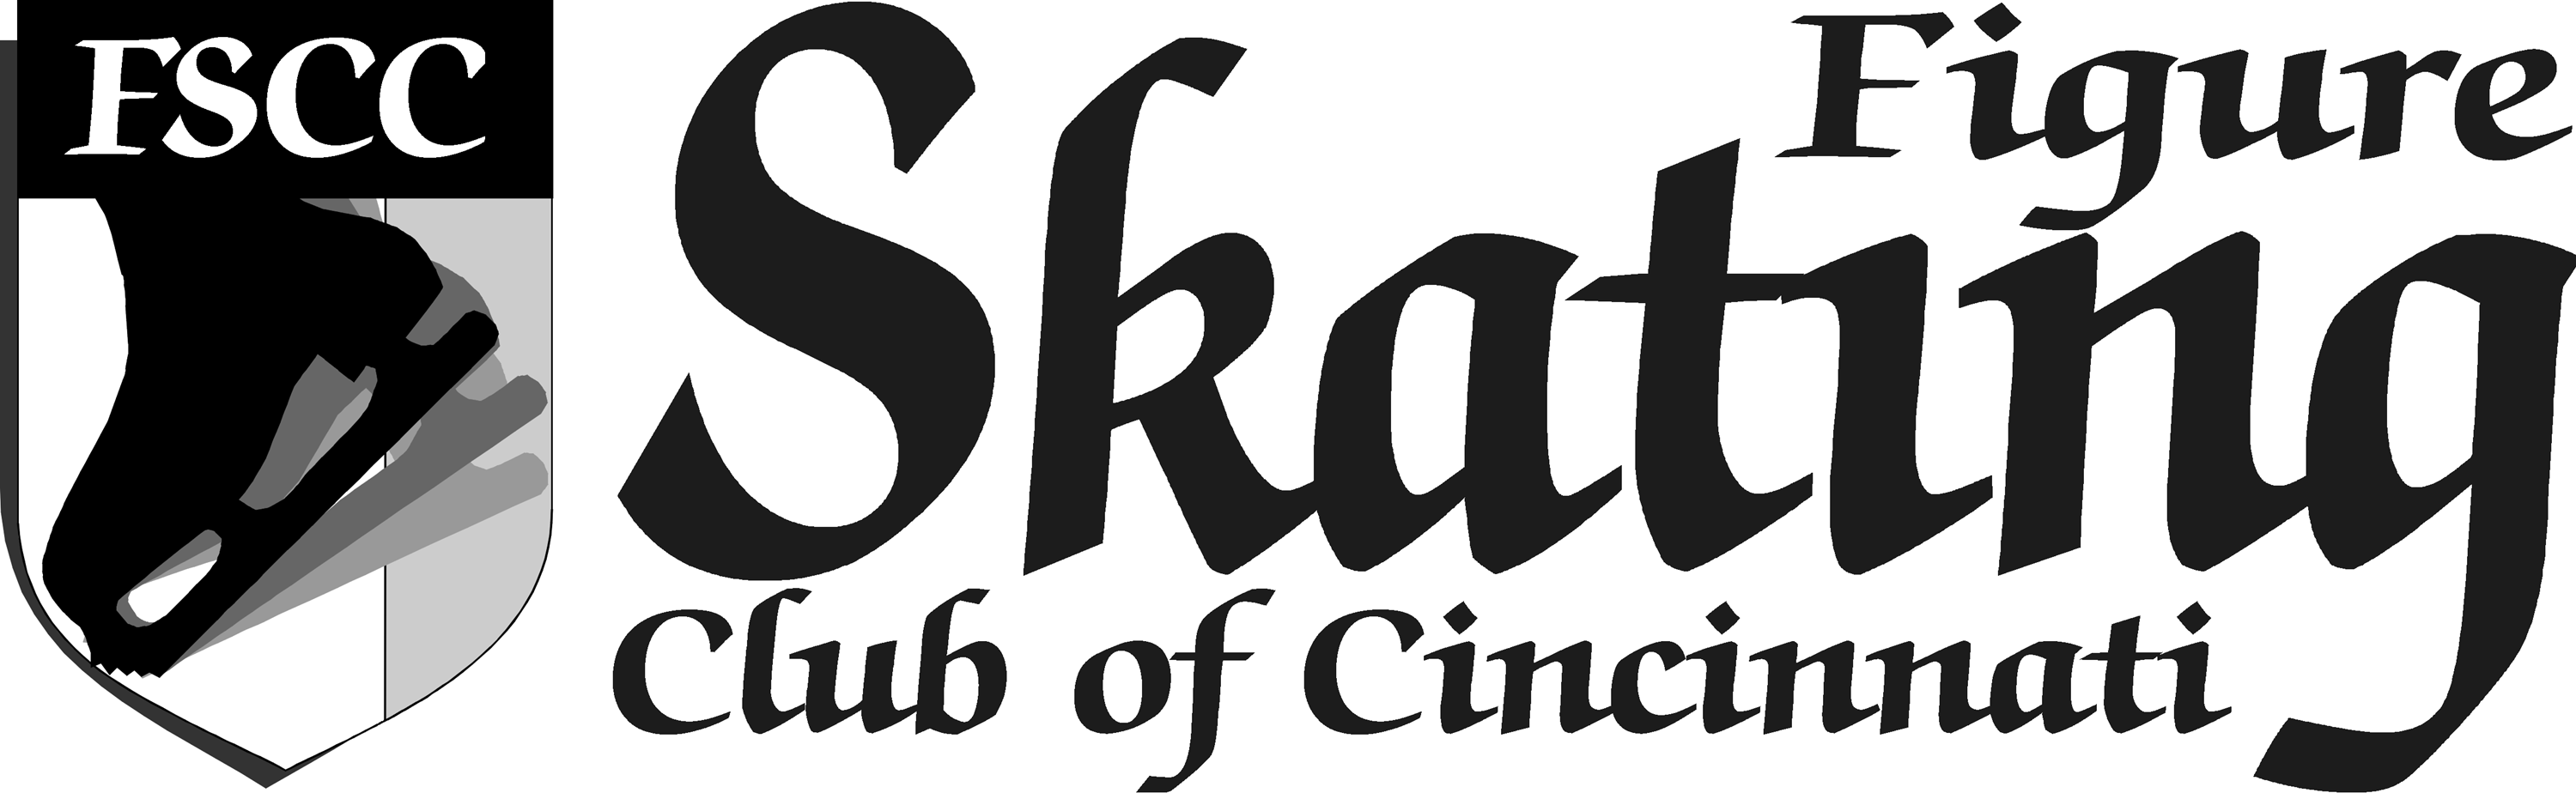 FSCC
Figure
Skating
Club of Cincinnati